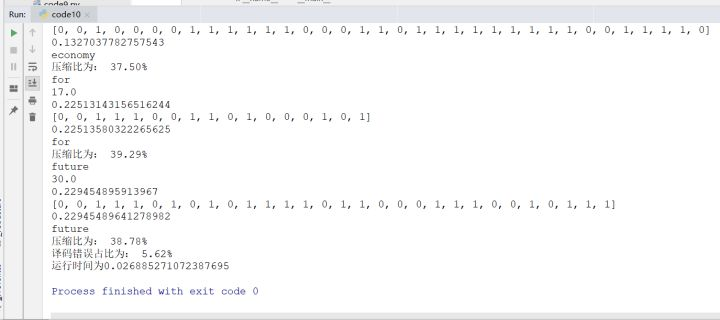 Run:
code10
[0, 0, 1, 0, 0, 0, 0, 1, 1, 1, 1, 1, 1, 0, 0, 0, 1, 1, 0, 1, 1, 1, 1, 1, 1, 1, 1, 1, 0, 0, 0, 1, 1, 1, 1, 0]
0.1327037782757543
economy
压缩比为： 37.50%
for
17.0
0.22513143156516244
[0, 0, 1, 1, 1, 0, 0, 1, 1, 0, 1, 0, 0, 0, 1, 0, 1]
0.22513580322265625
for
压缩比为： 39.29%
future
30.0
0.229454895913967
[0, 0, 1, 1, 1, 0, 1, 0, 1, 0, 1, 1, 1, 1, 0, 1, 1, 0, 0, 0, 1, 1, 1, 0, 0, 1, 0, 1, 1, 1]
0.22945489641278982
future
压缩比为： 38.78%
译码错误占比为： 5.62%
运行时间为0.026885271072387695
Process finished with exit code 0